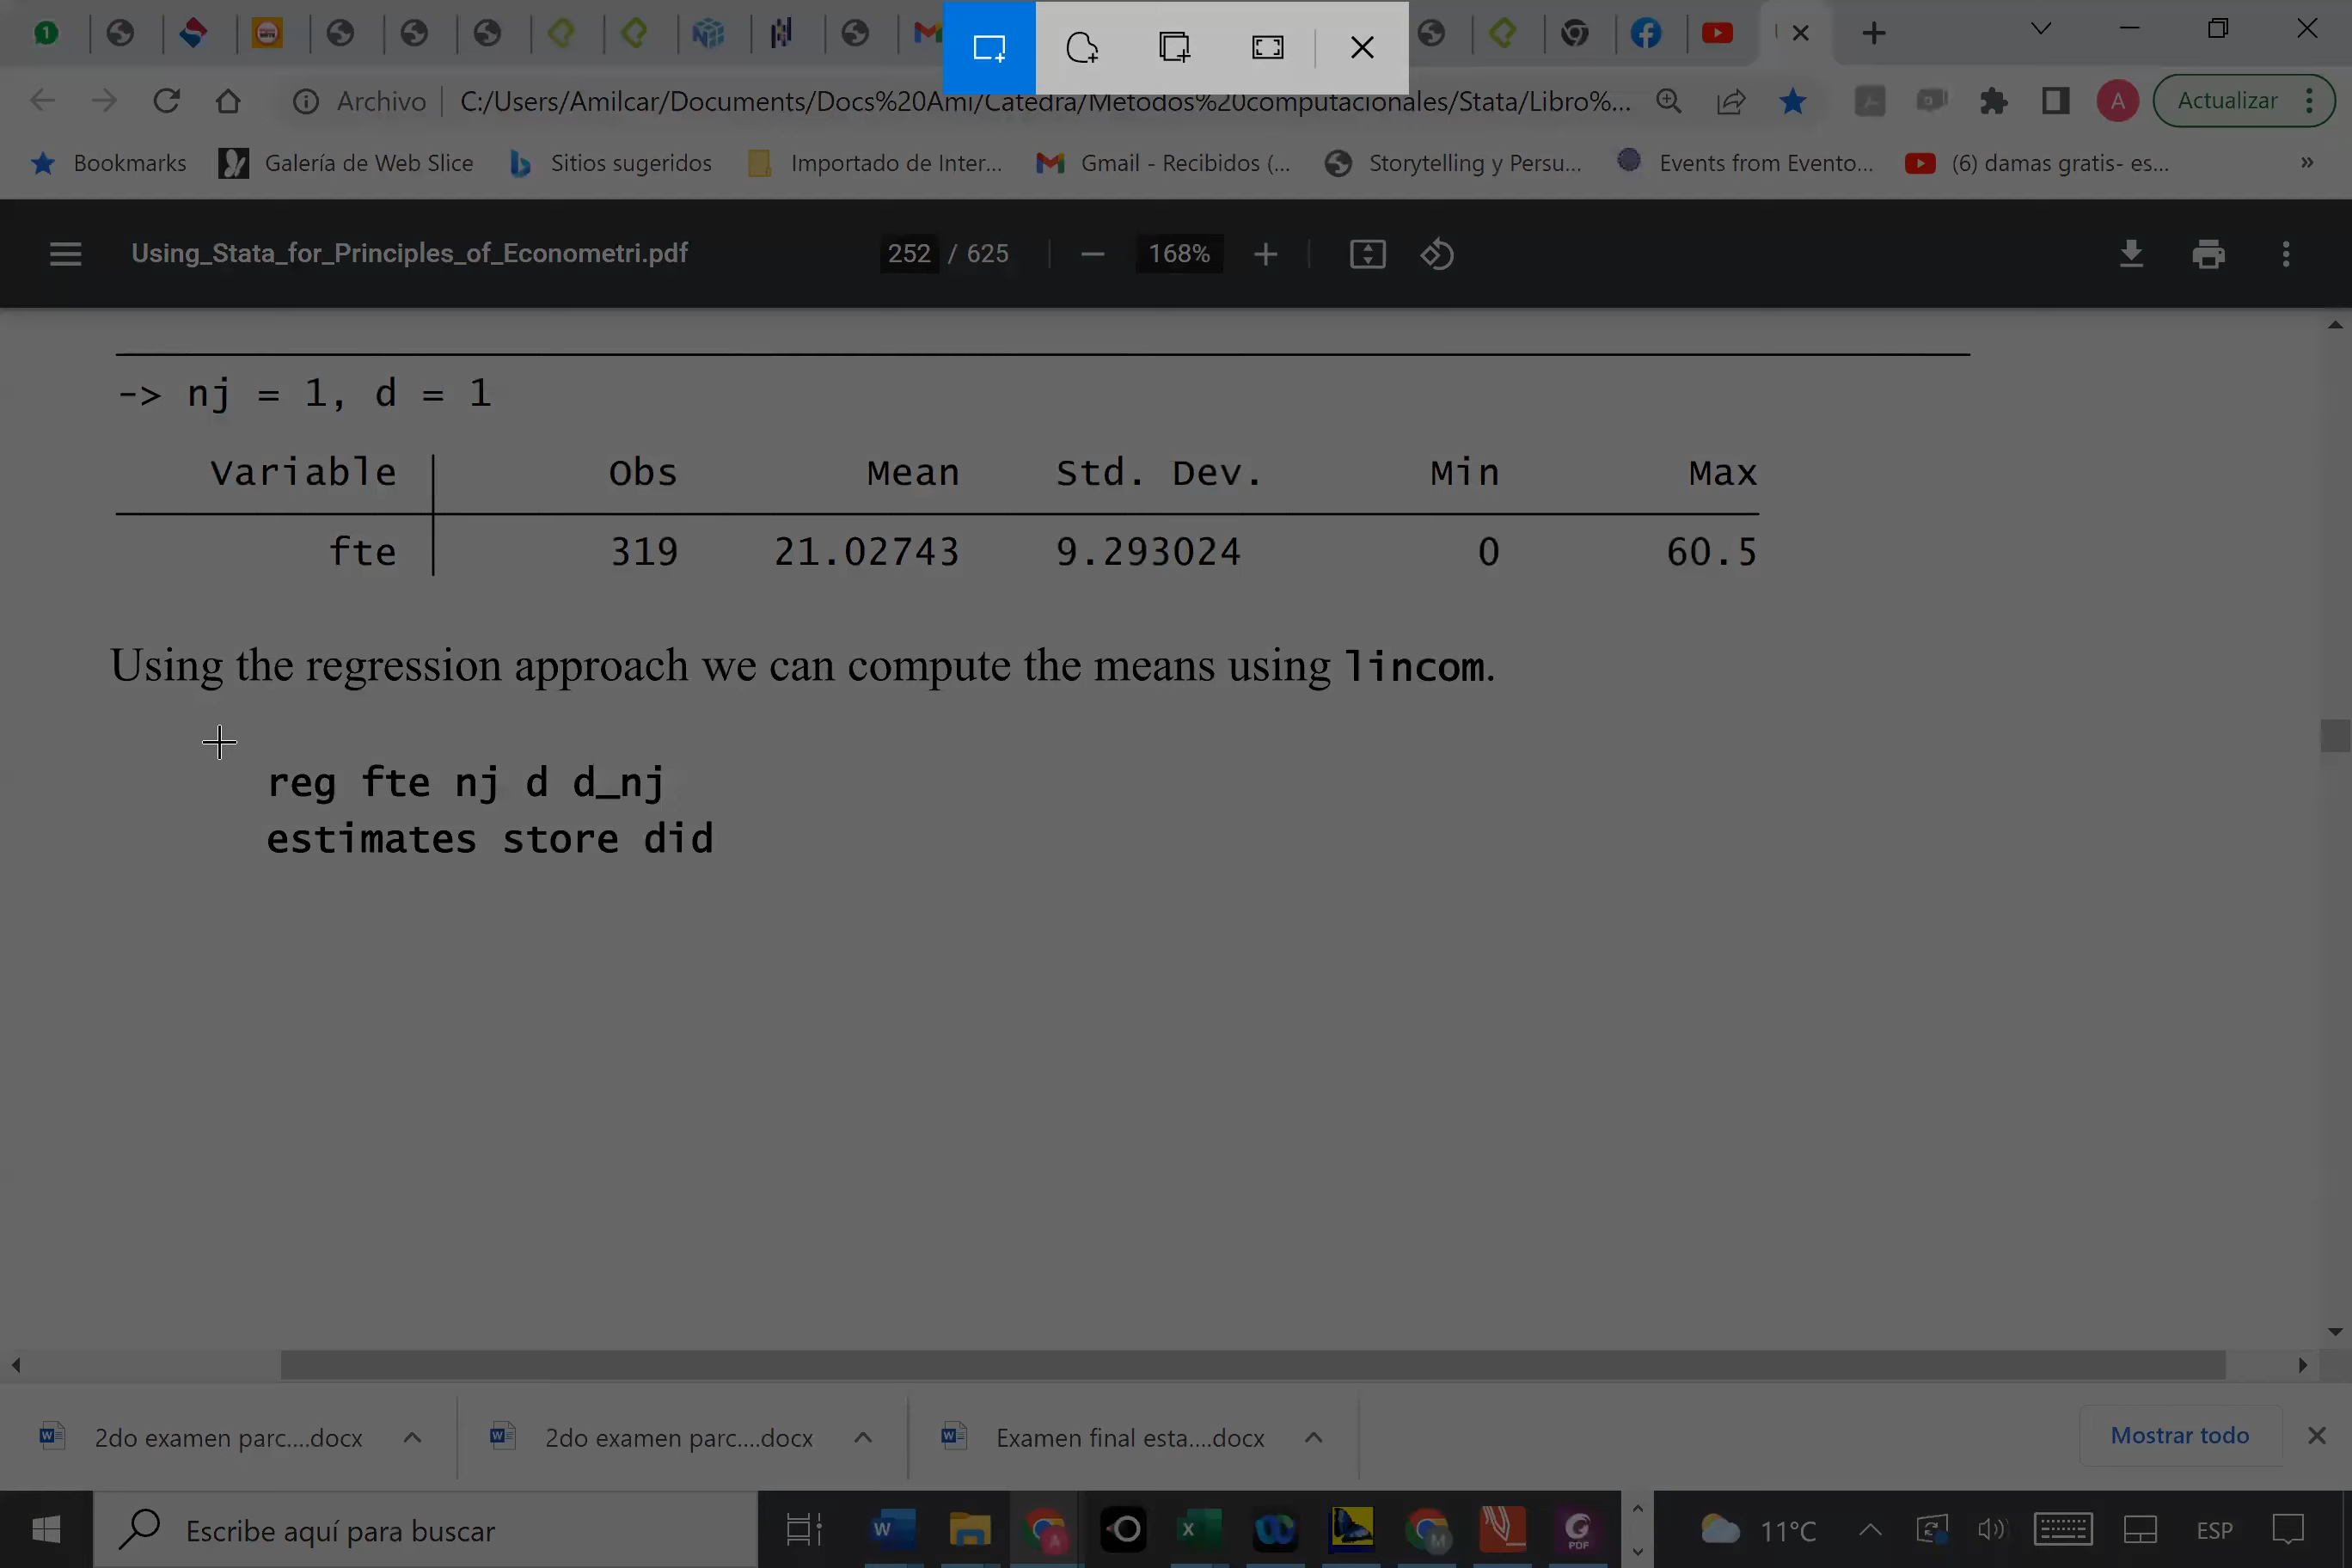 1
Archivo C:/Users/Amilcar/Documents/Docs%20Ami/Catedra/Metodos%20computacionales/Stata/Libro%... A Actualizar
Bookmarks Galería de Web Slice Sitios sugeridos Importado de Inter... Gmail - Recibidos (... Storytelling y Persu... Events from Evento... (6) damas gratis- es... »
Using_Stata_for_Principles_of_Econometri.pdf 252 / 625 168%
-> nj = 1, d = 1
Variable Obs Mean Std. Dev. Min Max
fte 319 21.02743 9.293024 0 60.5
Using the regression approach we can compute the means using lincom.
reg fte nj d d_nj
estimates store did
2do examen parc....docx 2do examen parc....docx Examen final esta....docx Mostrar todo
Escribe aquí para buscar 11°C ESP